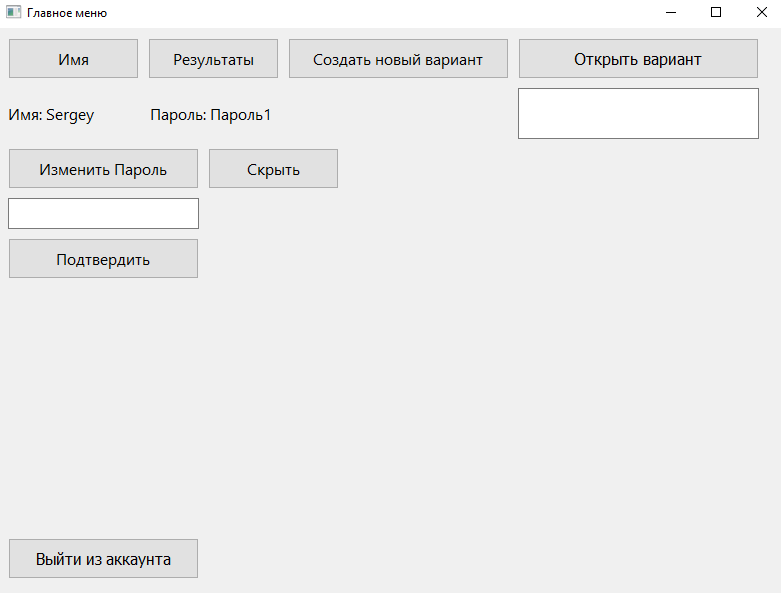 Главное меню
Имя Результаты Создать новый вариант Открыть вариант
Имя: Sergey Пароль: Пароль1
Изменить Пароль Скрыть
Подтвердить
Выйти из аккаунта